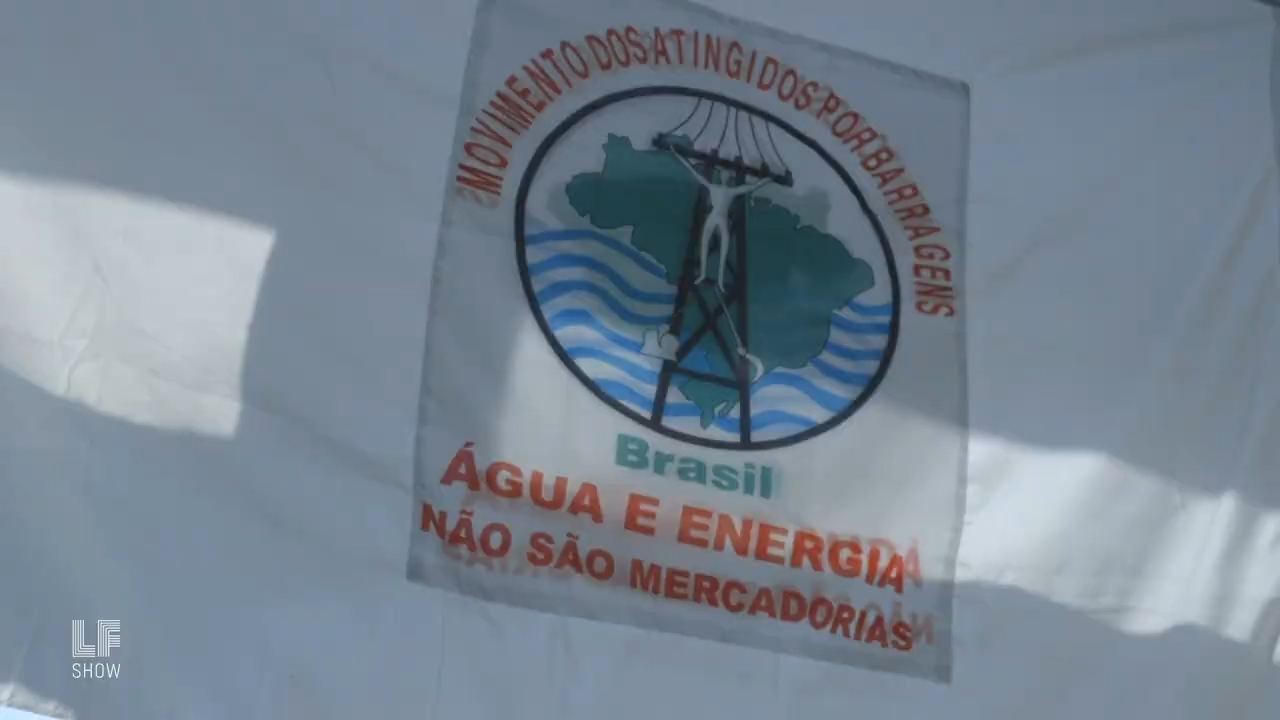 MOVIMENTO DOS ATINGIDOS POR BARRAGENS
Brasil
ÁGUA E ENERGIA
NÃO SÃO MERCADORIAS
LF
SHOW